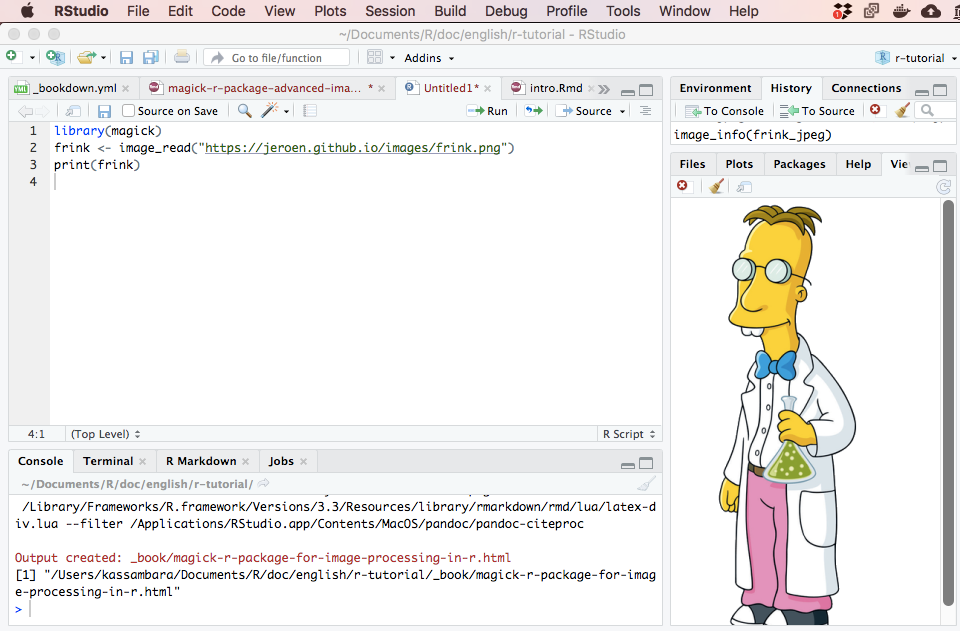 RStudio File Edit Code View Plots Session Build Debug Profile Tools Window Help
~/Documents/R/doc/english/r-tutorial - RStudio
Go to file/function Addins r-tutorial
_bookdown.yml magick-r-package-advanced-ima... * Untitled1* intro.Rmd
Source on Save Run Source
1 library(magick)
2 frink <- image_read("https://jeroen.github.io/images/frink.png")
3 print(frink)
4
4:1 (Top Level) R Script
Console Terminal R Markdown Jobs
~/Documents/R/doc/english/r-tutorial/
/Library/Frameworks/R.framework/Versions/3.3/Resources/library/rmarkdown/rmd/lua/latex-d
iv.lua --filter /Applications/RStudio.app/Contents/MacOS/pandoc/pandoc-citeproc
Output created: _book/magick-r-package-for-image-processing-in-r.html
[1] "/Users/kassambara/Documents/R/doc/english/r-tutorial/_book/magick-r-package-for-imag
e-processing-in-r.html"
>
Environment History Connections
To Console To Source
image_info(frink_jpeg)
Files Plots Packages Help Vie